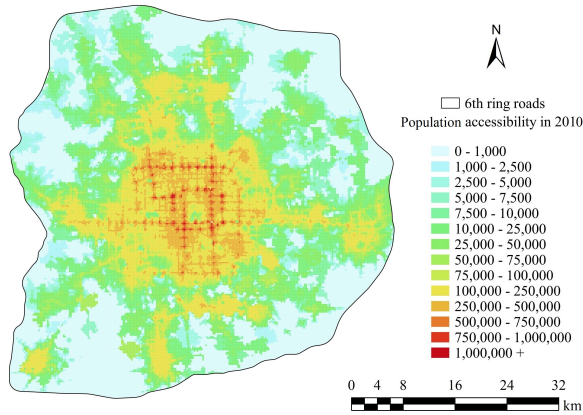 N
6th ring roads
Population accessibility in 2010
0 - 1,000
1,000 - 2,500
2,500 - 5,000
5,000 - 7,500
7,500 - 10,000
10,000 - 25,000
25,000 - 50,000
50,000 - 75,000
75,000 - 100,000
100,000 - 250,000
250,000 - 500,000
500,000 - 750,000
750,000 - 1,000,000
1,000,000 +
0 4 8 16 24 32
km